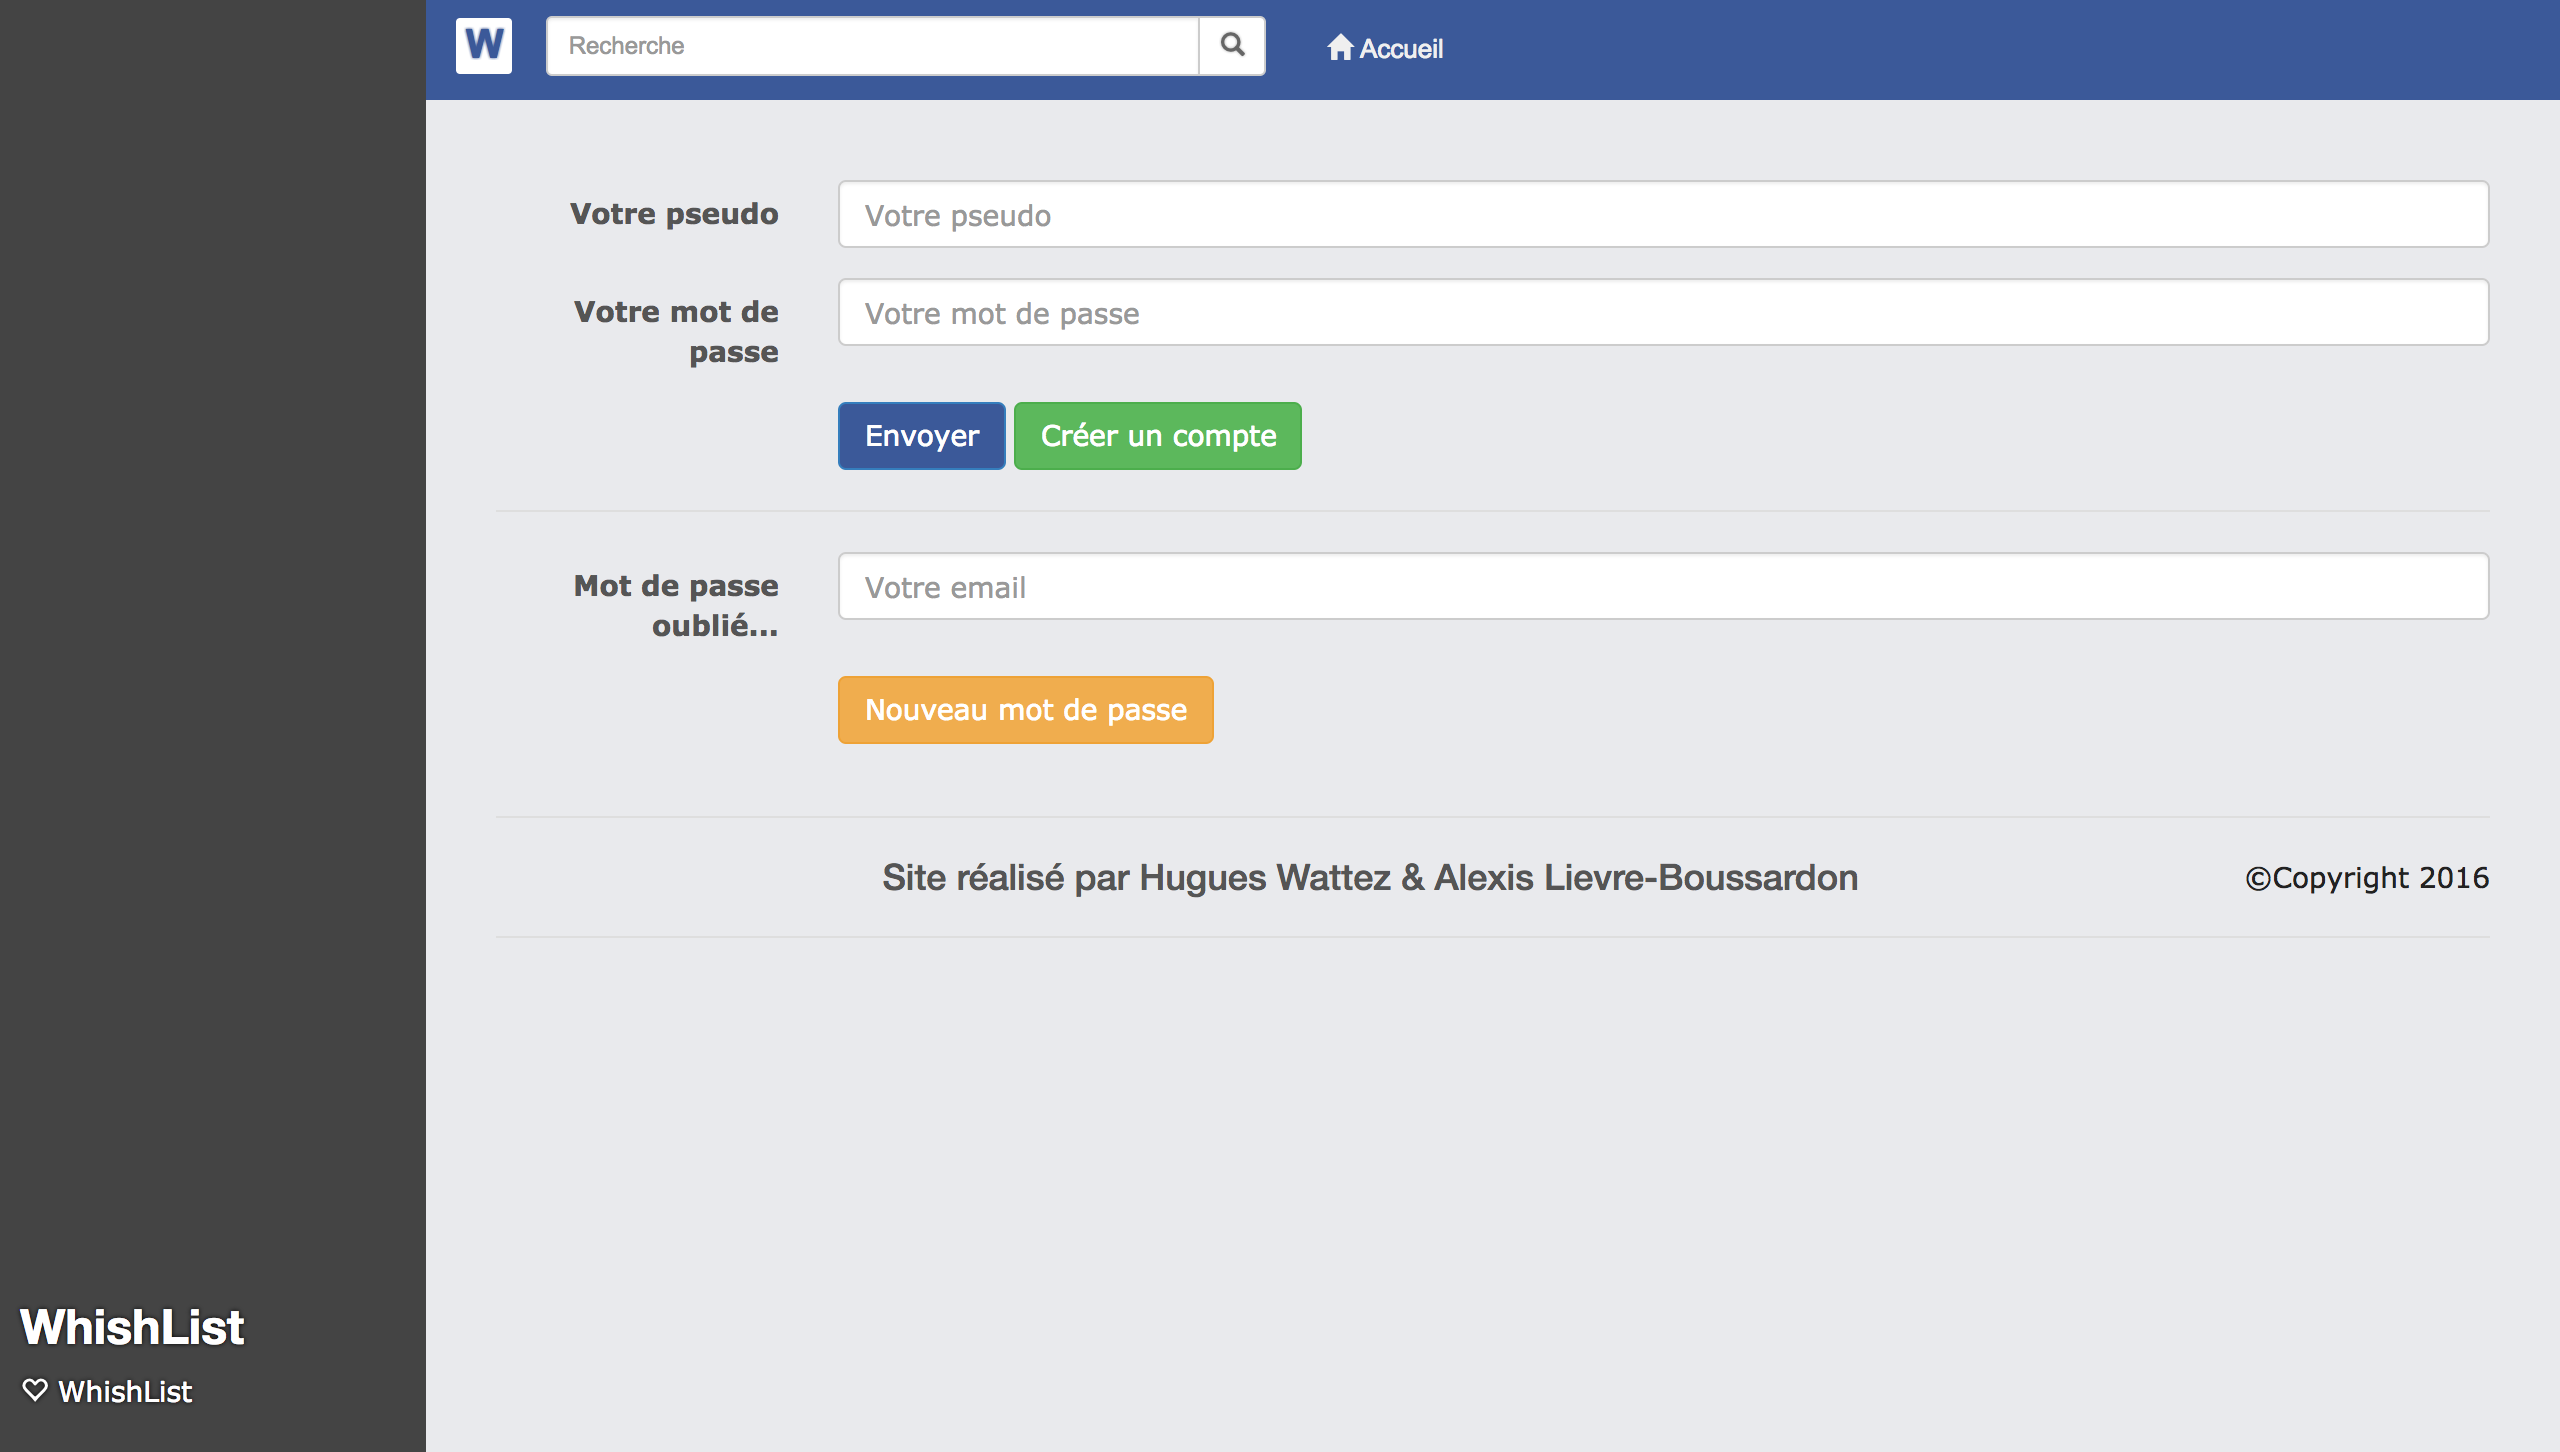 W
Recherche
Accueil
Votre pseudo
Votre pseudo
Votre mot de
passe
Votre mot de passe
Envoyer
Créer un compte
Mot de passe
oublié...
Votre email
Nouveau mot de passe
Site réalisé par Hugues Wattez & Alexis Lievre-Boussardon
©Copyright 2016
WhishList
WhishList